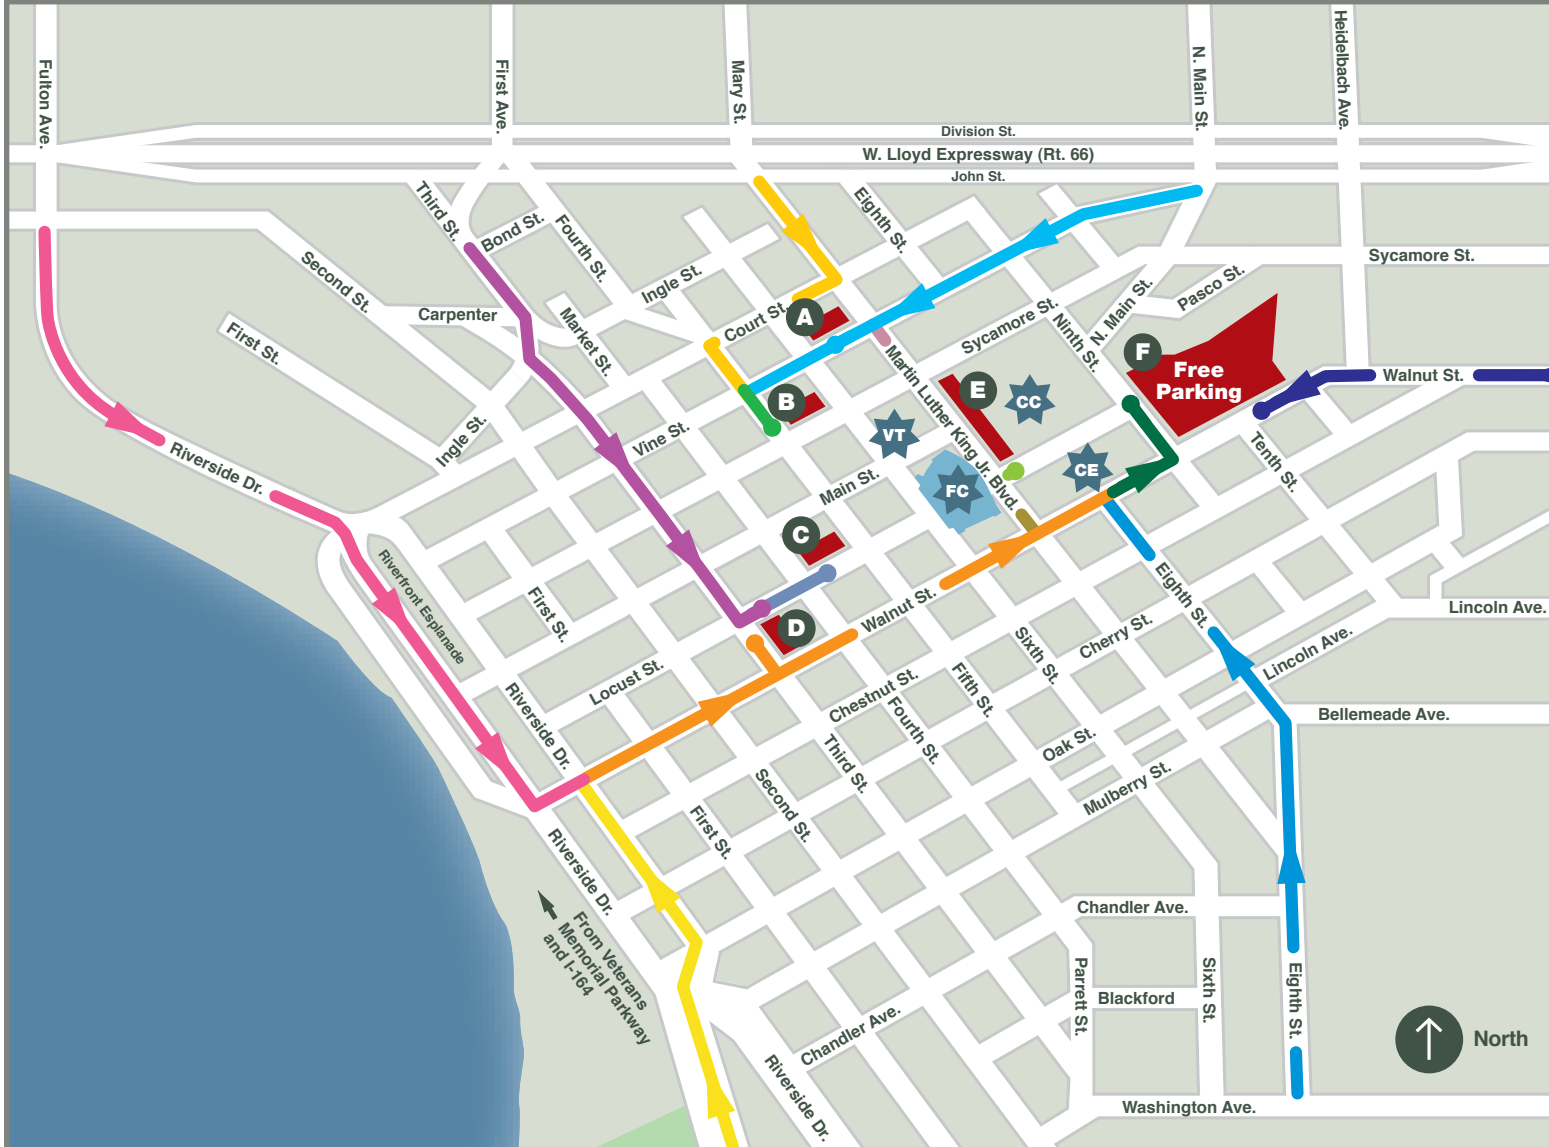 Fulton Ave.
First Ave.
Mary St.
N. Main St.
Heidelbach Ave.
Division St.
W. Lloyd Expressway (Rt. 66)
John St.
Third St.
Bond St.
Fourth St.
Eighth St.
Second St.
Ingle St.
Sycamore St.
Pasco St.
N. Main St.
Carpenter
First St.
Market St.
Court St.
A
Sycamore St.
Ninth St.
F
Free
Parking
Walnut St.
Martin Luther King Jr. Blvd.
E
CC
B
VT
Vine St.
Ingle St.
Riverside Dr.
Main St.
FC
CE
Tenth St.
C
Riverfront Esplanade
First St.
D
Walnut St.
Eighth St.
Lincoln Ave.
Lincoln Ave.
Cherry St.
Sixth St.
Locust St.
Riverside Dr.
Chestnut St.
Fifth St.
Fourth St.
Bellemeade Ave.
Oak St.
Third St.
Mulberry St.
Second St.
First St.
Riverside Dr.
From Veterans
Memorial Parkway
and I-164
Chandler Ave.
Parrett St.
Sixth St.
Eighth St.
Blackford
Chandler Ave.
Riverside Dr.
Washington Ave.
North